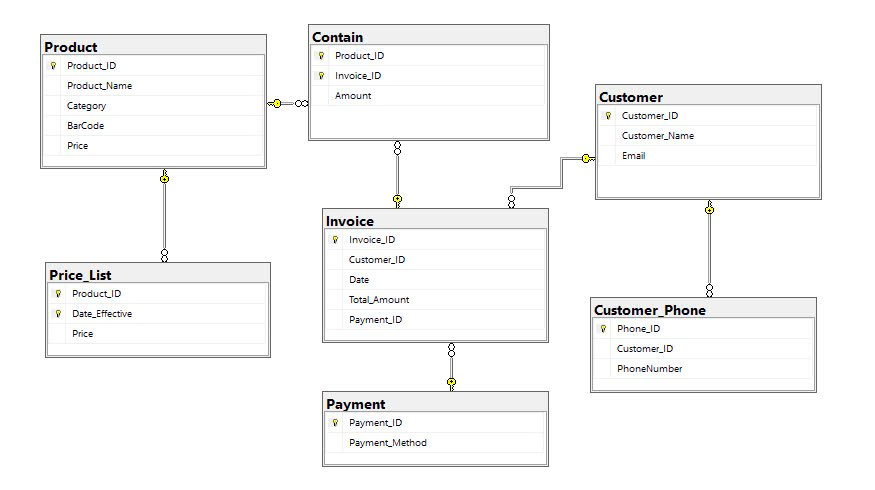 Product
Product_ID
Product_Name
Category
BarCode
Price
Contain
Product_ID
Invoice_ID
Amount
Customer
Customer_ID
Customer_Name
Email
Invoice
Invoice_ID
Customer_ID
Date
Total_Amount
Payment_ID
Price_List
Product_ID
Date_Effective
Price
Customer_Phone
Phone_ID
Customer_ID
PhoneNumber
Payment
Payment_ID
Payment_Method